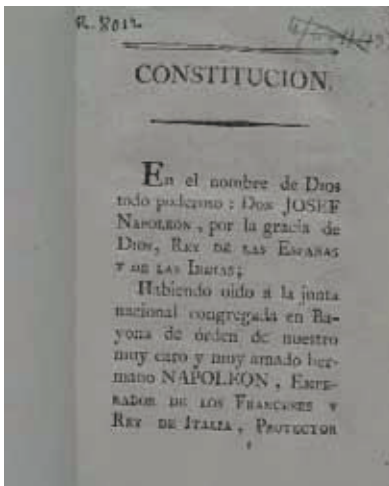 R. 8012
CONSTITUCION.
En el nombre de Dios
todo poderoso: Don JOSEF
NAPOLEON, por la gracia de
Dios, REY DE LAS ESPAÑAS
Y DE LAS INDIAS;
Habiendo oido á la junta
nacional congregada en Ba-
yona de órden de nuestro
muy caro y muy amado her-
mano NAPOLEON, EMPE-
RADOR DE LOS FRANCESES Y
REY DE ITALIA, PROTECTOR